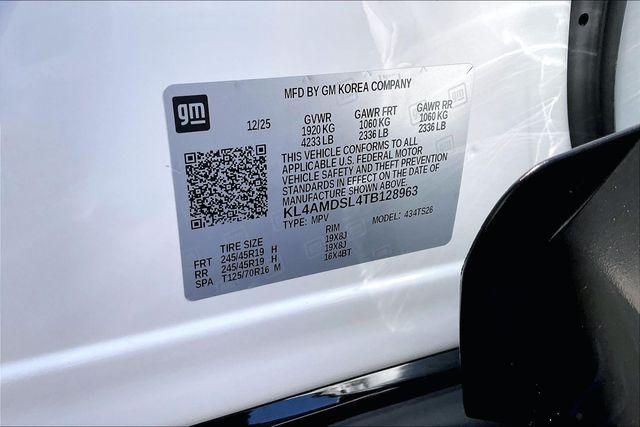 MFD BY GM KOREA COMPANY
gm
12/25
GVWR
1920 KG
4233 LB
GAWR FRT
1060 KG
2336 LB
GAWR RR
1060 KG
2336 LB
THIS VEHICLE CONFORMS TO ALL
APPLICABLE U.S. FEDERAL MOTOR
VEHICLE SAFETY AND THEFT PREVENTION
STANDARDS IN EFFECT ON THE DATE OF
MANUFACTURE SHOWN ABOVE.
KL4AMDSL4TB128963
TYPE: MPV
MODEL: 434TS26
TIRE SIZE
RIM
FRT 245/45R19 H 19X8J
RR 245/45R19 H 19X8J
SPA T125/70R16 M 16X4BT